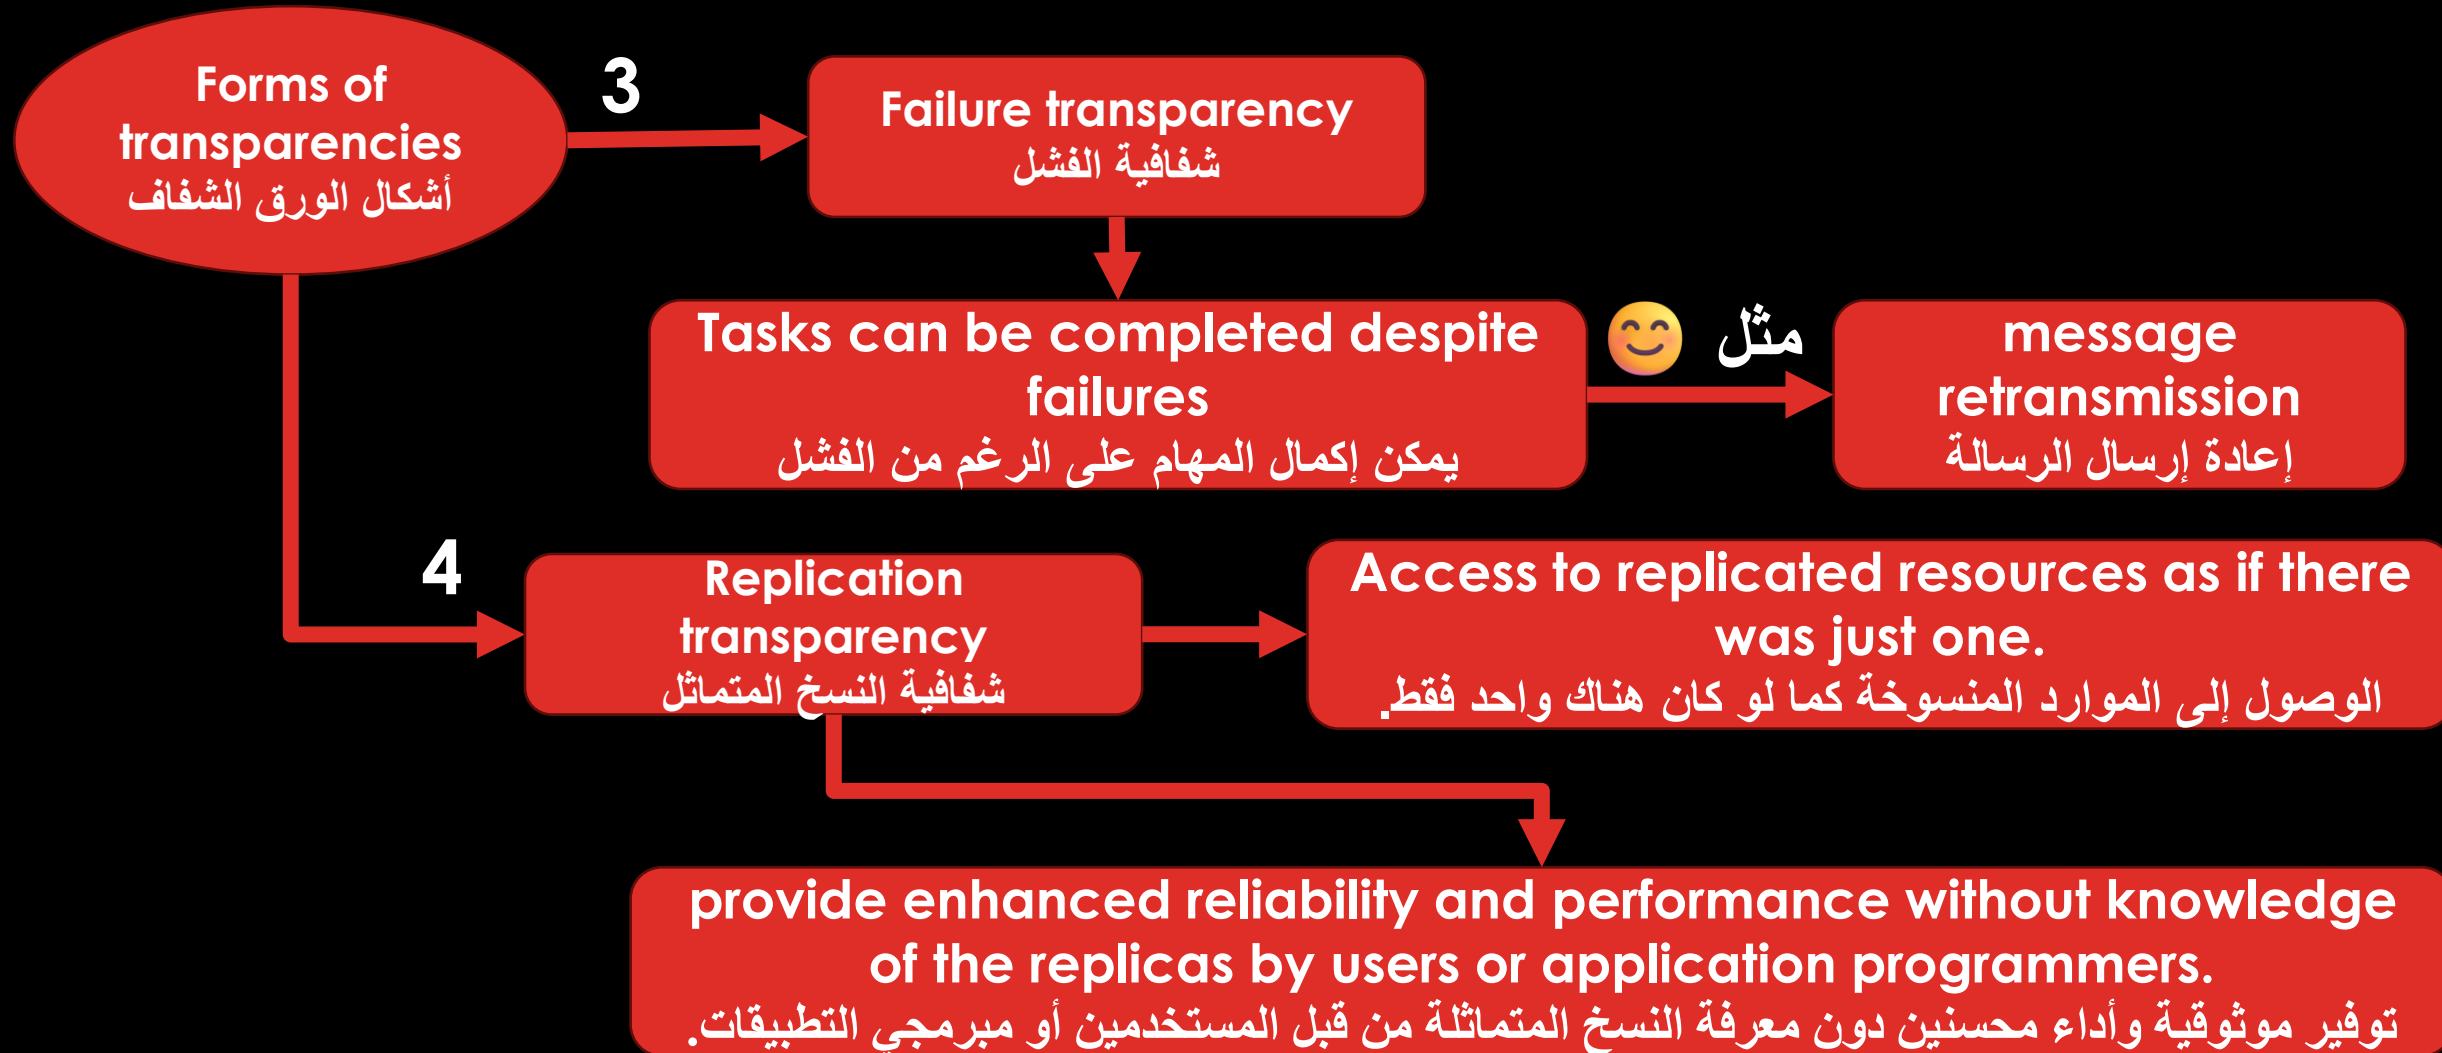 Forms of
transparencies
أشكال الورق الشفاف
3
Failure transparency
شفافية الفشل
Tasks can be completed despite
failures
يمكن إكمال المهام على الرغم من الفشل
مثل 😊
message
retransmission
إعادة إرسال الرسالة
4
Replication
transparency
شفافية النسخ المتماثل
Access to replicated resources as if there
was just one.
الوصول إلى الموارد المنسوخة كما لو كان هناك واحد فقط.
provide enhanced reliability and performance without knowledge
of the replicas by users or application programmers.
توفير موثوقية وأداء محسنين دون معرفة النسخ المتماثلة من قبل المستخدمين أو مبرمجي التطبيقات.